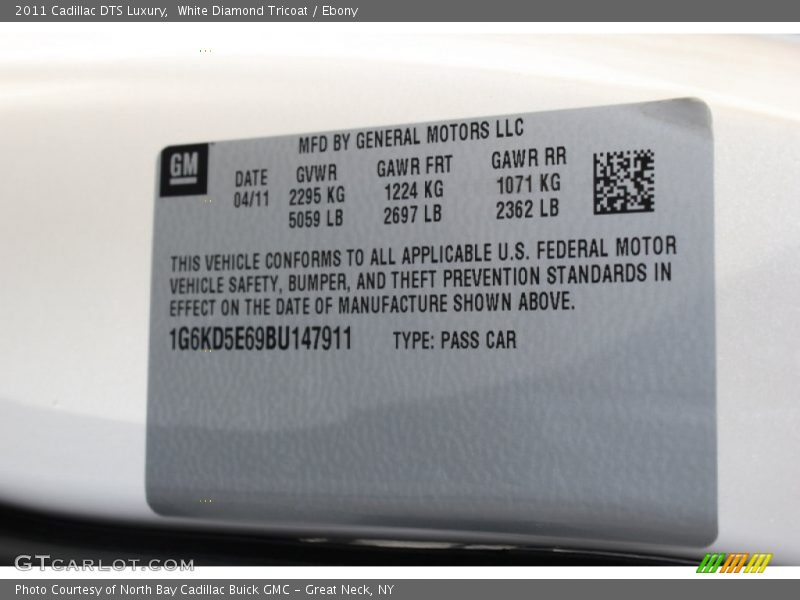 2011 Cadillac DTS Luxury,  White Diamond Tricoat / Ebony
MFD BY GENERAL MOTORS LLC
GM
DATE GVWR GAWR FRT GAWR RR
04/11 2295 KG 1224 KG 1071 KG
5059 LB 2697 LB 2362 LB
THIS VEHICLE CONFORMS TO ALL APPLICABLE U.S. FEDERAL MOTOR
VEHICLE SAFETY, BUMPER, AND THEFT PREVENTION STANDARDS IN
EFFECT ON THE DATE OF MANUFACTURE SHOWN ABOVE.
1G6KD5E69BU147911 TYPE: PASS CAR
GTCARLOT.COM
Photo Courtesy of North Bay Cadillac Buick GMC - Great Neck, NY